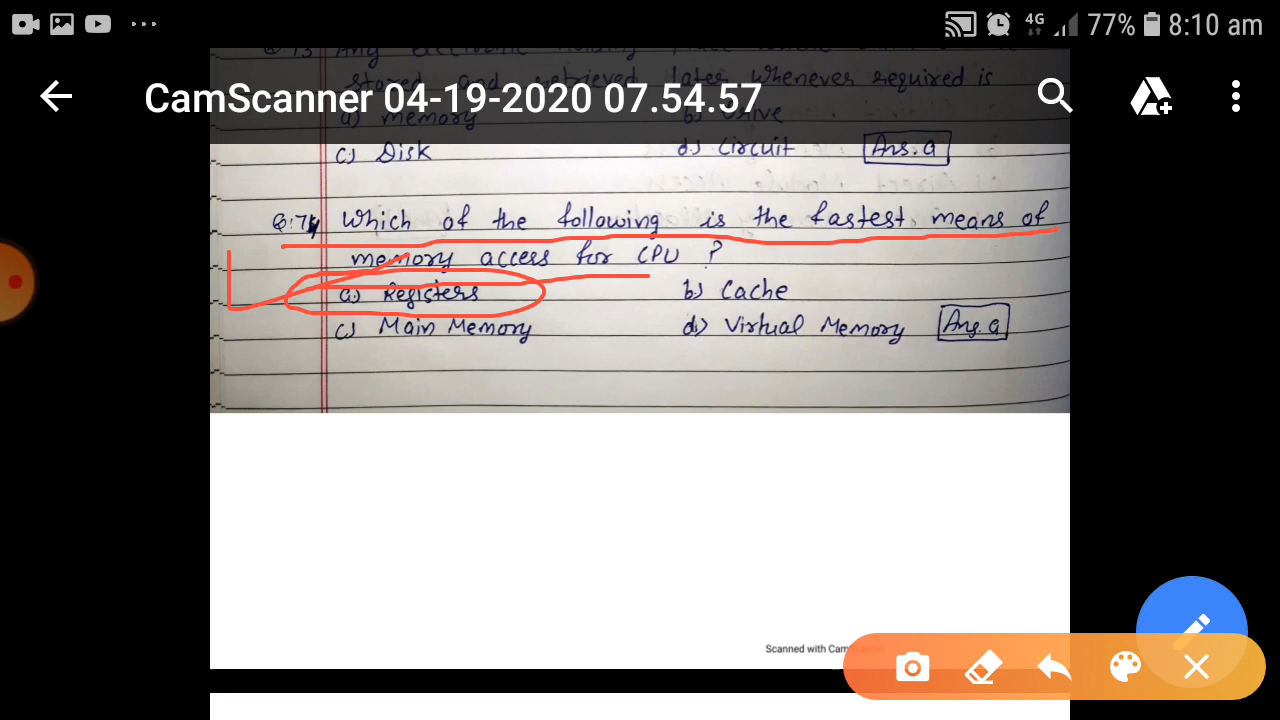 4G 77% 8:10 am
CamScanner 04-19-2020 07.54.57
stored and retrieved later whenever required is
a) memory b) Drive
c) Disk d) Circuit Ans. a
Q:74 Which of the following is the fastest means of
memory access for CPU ?
a) Registers b) Cache
c) Main Memory d) Virtual Memory Ans. a
Scanned with